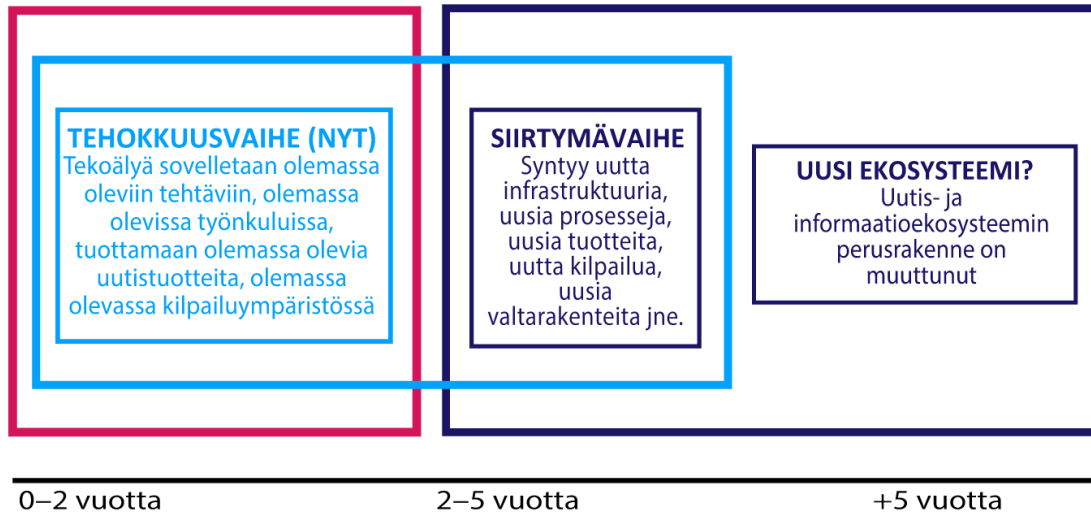 TEHOKKUUSVAIHE (NYT)
Tekoälyä sovelletaan olemassa
oleviin tehtäviin, olemassa
olevissa työnkuluissa,
tuottamaan olemassa olevia
uutistuotteita, olemassa
olevassa kilpailuympäristössä
SIIRTYMÄVAIHE
Syntyy uutta
infrastruktuuria,
uusia prosesseja,
uusia tuotteita,
uutta kilpailua,
uusia
valtarakenteita jne.
UUSI EKOSYSTEEMI?
Uutis- ja
informaatioekosysteemin
perusrakenne on
muuttunut
0–2 vuotta
2–5 vuotta
+5 vuotta